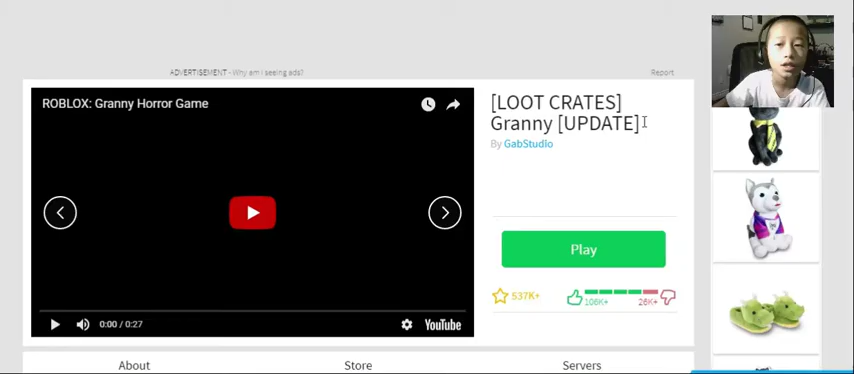 ADVERTISEMENT - Why am I seeing ads?
Report
ROBLOX: Granny Horror Game
[LOOT CRATES]
Granny [UPDATE]
By GabStudio
Play
537K+
106K+
26K+
0:00 / 0:27
YouTube
About
Store
Servers